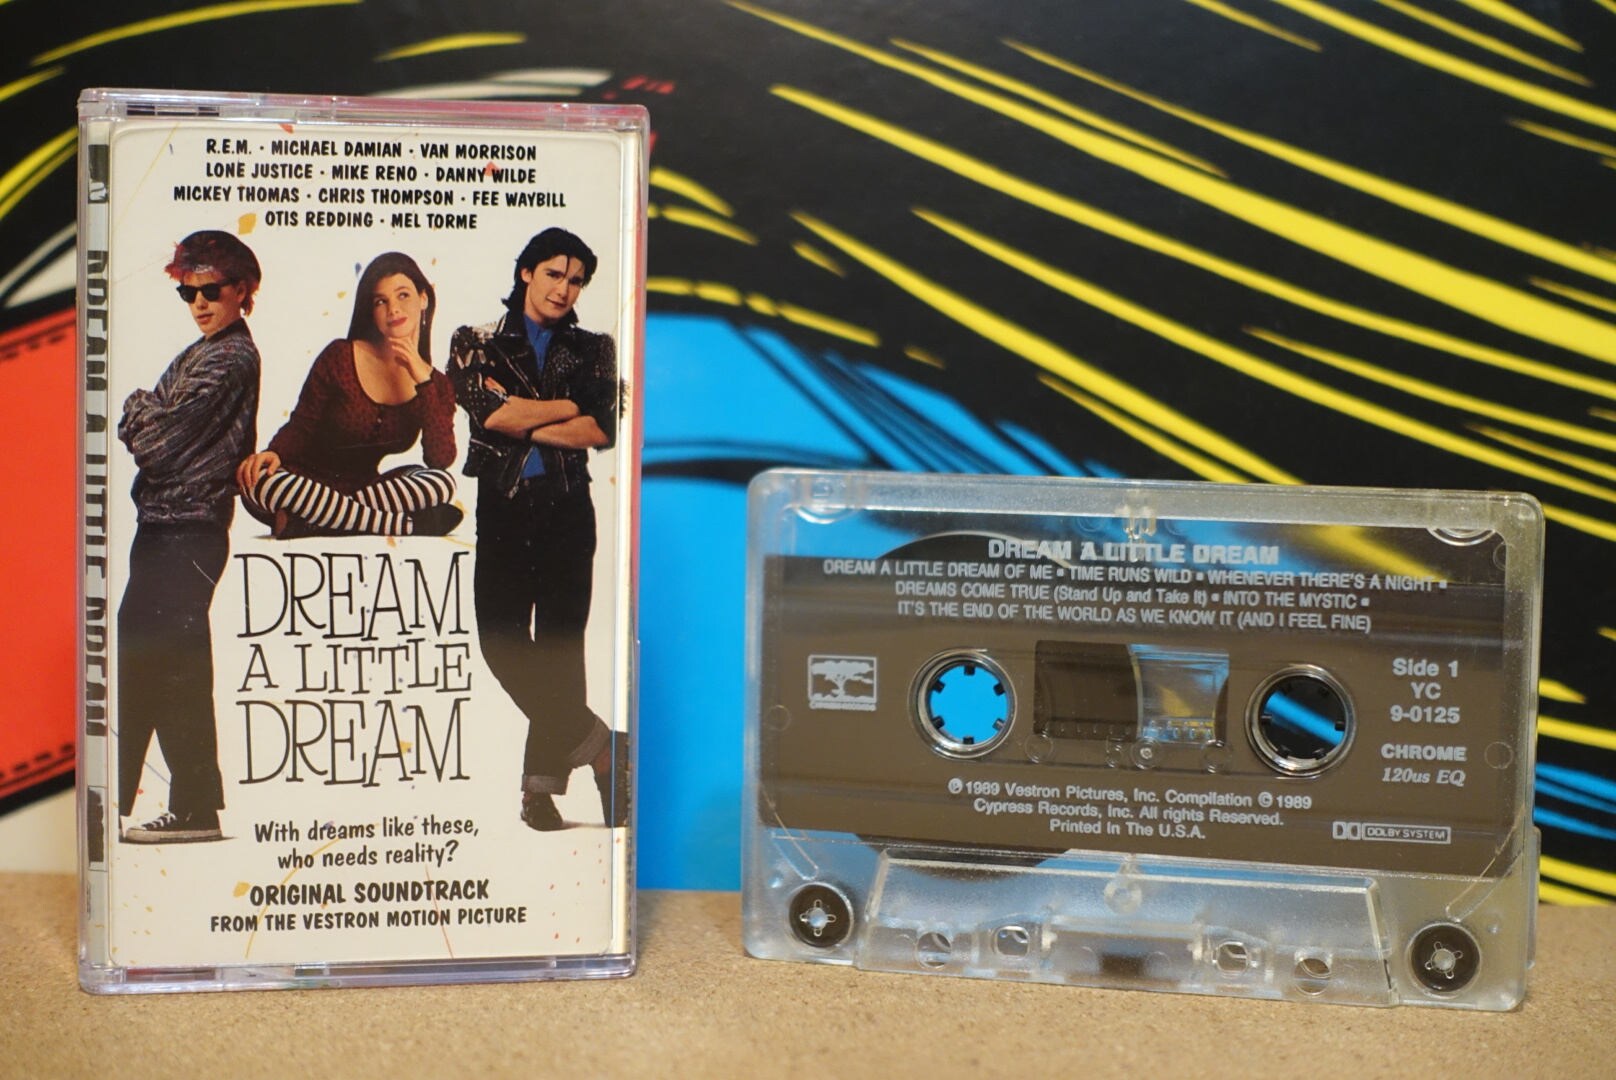 R.E.M. · MICHAEL DAMIAN · VAN MORRISON
LONE JUSTICE · MIKE RENO · DANNY WILDE
MICKEY THOMAS · CHRIS THOMPSON · FEE WAYBILL
OTIS REDDING · MEL TORME
DREAM
A LITTLE
DREAM
With dreams like these,
who needs reality?
ORIGINAL SOUNDTRACK
FROM THE VESTRON MOTION PICTURE
DREAM A LITTLE DREAM
DREAM A LITTLE DREAM
DREAM A LITTLE DREAM OF ME ▪ TIME RUNS WILD ▪ WHENEVER THERE'S A NIGHT ▪
DREAMS COME TRUE (Stand Up and Take It) ▪ INTO THE MYSTIC ▪
IT'S THE END OF THE WORLD AS WE KNOW IT (AND I FEEL FINE)
Side 1
YC
9-0125
CHROME
120us EQ
℗ 1989 Vestron Pictures, Inc. Compilation © 1989
Cypress Records, Inc. All rights Reserved.
Printed In The U.S.A.
DOLBY SYSTEM